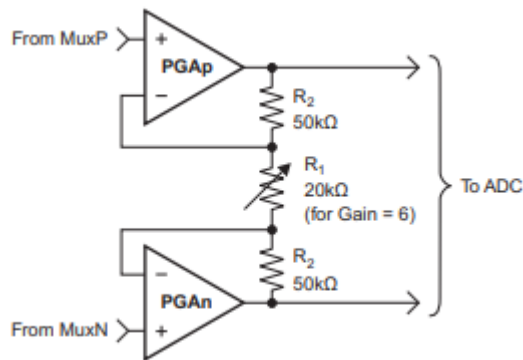 From MuxP
+
PGAp
−
R2
50kΩ
R1
20kΩ
(for Gain = 6)
To ADC
R2
50kΩ
−
PGAn
From MuxN
+